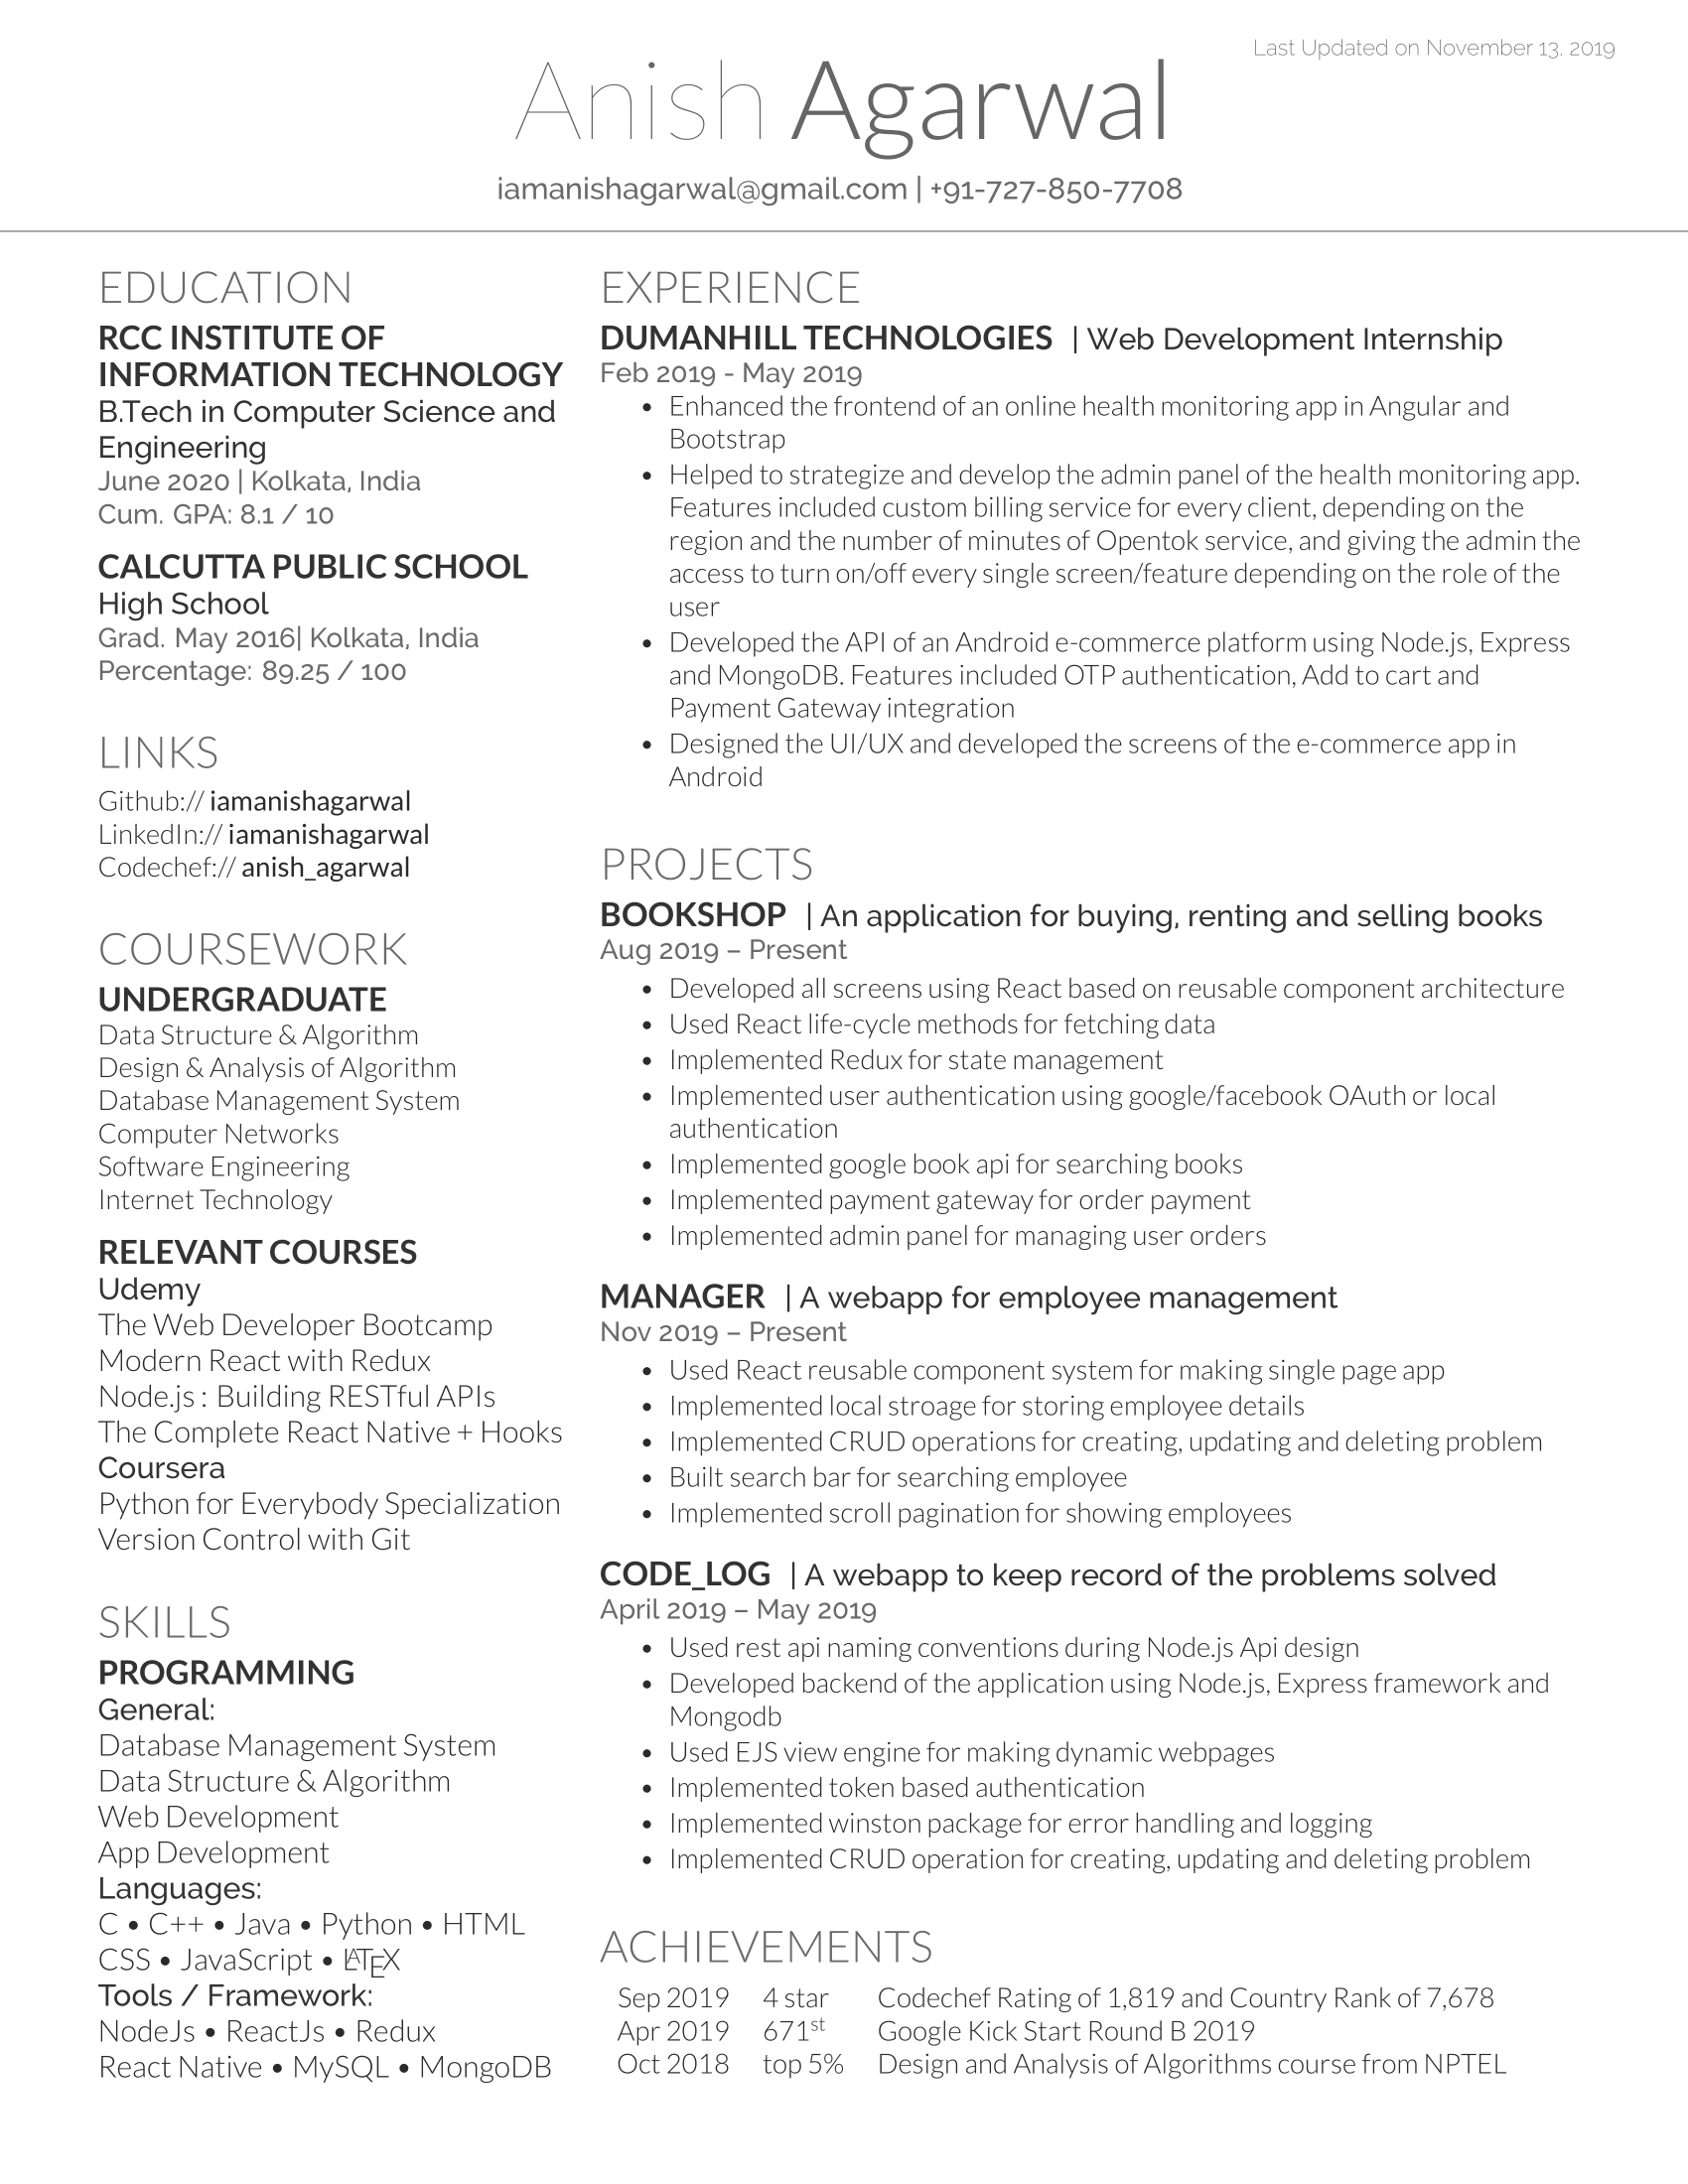 Last Updated on November 13, 2019
Anish Agarwal
iamanishagarwal@gmail.com | +91-727-850-7708
EDUCATION
RCC INSTITUTE OF
INFORMATION TECHNOLOGY
B.Tech in Computer Science and
Engineering
June 2020 | Kolkata, India
Cum. GPA: 8.1 / 10
CALCUTTA PUBLIC SCHOOL
High School
Grad. May 2016| Kolkata, India
Percentage: 89.25 / 100
LINKS
Github:// iamanishagarwal
LinkedIn:// iamanishagarwal
Codechef:// anish_agarwal
COURSEWORK
UNDERGRADUATE
Data Structure & Algorithm
Design & Analysis of Algorithm
Database Management System
Computer Networks
Software Engineering
Internet Technology
RELEVANT COURSES
Udemy
The Web Developer Bootcamp
Modern React with Redux
Node.js : Building RESTful APIs
The Complete React Native + Hooks
Coursera
Python for Everybody Specialization
Version Control with Git
SKILLS
PROGRAMMING
General:
Database Management System
Data Structure & Algorithm
Web Development
App Development
Languages:
C • C++ • Java • Python • HTML
CSS • JavaScript • LATEX
Tools / Framework:
NodeJs • ReactJs • Redux
React Native • MySQL • MongoDB
EXPERIENCE
DUMANHILL TECHNOLOGIES | Web Development Internship
Feb 2019 - May 2019
• Enhanced the frontend of an online health monitoring app in Angular and
Bootstrap
• Helped to strategize and develop the admin panel of the health monitoring app.
Features included custom billing service for every client, depending on the
region and the number of minutes of Opentok service, and giving the admin the
access to turn on/off every single screen/feature depending on the role of the
user
• Developed the API of an Android e-commerce platform using Node.js, Express
and MongoDB. Features included OTP authentication, Add to cart and
Payment Gateway integration
• Designed the UI/UX and developed the screens of the e-commerce app in
Android
PROJECTS
BOOKSHOP | An application for buying, renting and selling books
Aug 2019 – Present
• Developed all screens using React based on reusable component architecture
• Used React life-cycle methods for fetching data
• Implemented Redux for state management
• Implemented user authentication using google/facebook OAuth or local
authentication
• Implemented google book api for searching books
• Implemented payment gateway for order payment
• Implemented admin panel for managing user orders
MANAGER | A webapp for employee management
Nov 2019 – Present
• Used React reusable component system for making single page app
• Implemented local stroage for storing employee details
• Implemented CRUD operations for creating, updating and deleting problem
• Built search bar for searching employee
• Implemented scroll pagination for showing employees
CODE_LOG | A webapp to keep record of the problems solved
April 2019 – May 2019
• Used rest api naming conventions during Node.js Api design
• Developed backend of the application using Node.js, Express framework and
Mongodb
• Used EJS view engine for making dynamic webpages
• Implemented token based authentication
• Implemented winston package for error handling and logging
• Implemented CRUD operation for creating, updating and deleting problem
ACHIEVEMENTS
Sep 2019 4 star Codechef Rating of 1,819 and Country Rank of 7,678
Apr 2019 671st Google Kick Start Round B 2019
Oct 2018 top 5% Design and Analysis of Algorithms course from NPTEL